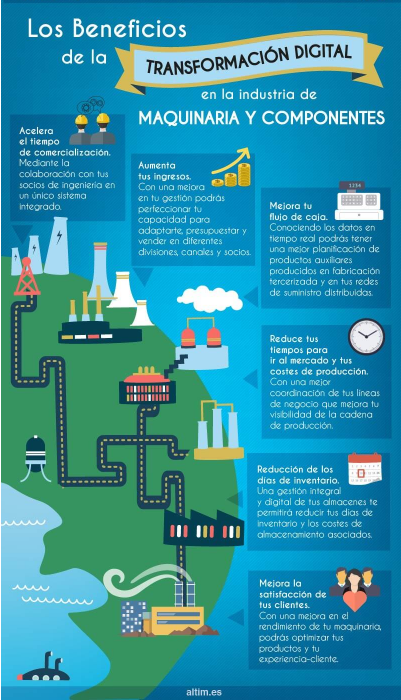 Los Beneficios
de la
TRANSFORMACIÓN DIGITAL
en la industria de
MAQUINARIA Y COMPONENTES
Acelera
el tiempo
de comercialización.
Mediante la
colaboración con tus
socios de ingeniería en
un único sistema
integrado.
Aumenta
tus ingresos.
Con una mejora
en tu gestión podrás
perfeccionar tu
capacidad para
adaptarte, presupuestar y
vender en diferentes
divisiones, canales y socios.
1234
Mejora tu
flujo de caja.
Conociendo los datos en
tiempo real podrás tener
una mejor planificación de
productos auxiliares
producidos en fabricación
tercerizada y en tus redes
de suministro distribuidas.
Reduce tus
tiempos para
ir al mercado y tus
costes de producción.
Con una mejor
coordinación de tus líneas
de negocio que mejora tu
visibilidad de la cadena
de producción.
Reducción de los
días de inventario.
Una gestión integral
y digital de tus almacenes te
permitirá reducir tus días de
inventario y los costes de
almacenamiento asociados.
Mejora la
satisfacción de
tus clientes.
Con una mejora en el
rendimiento de tu maquinaria,
podrás optimizar tus
productos y tu
experiencia-cliente.
altim.es